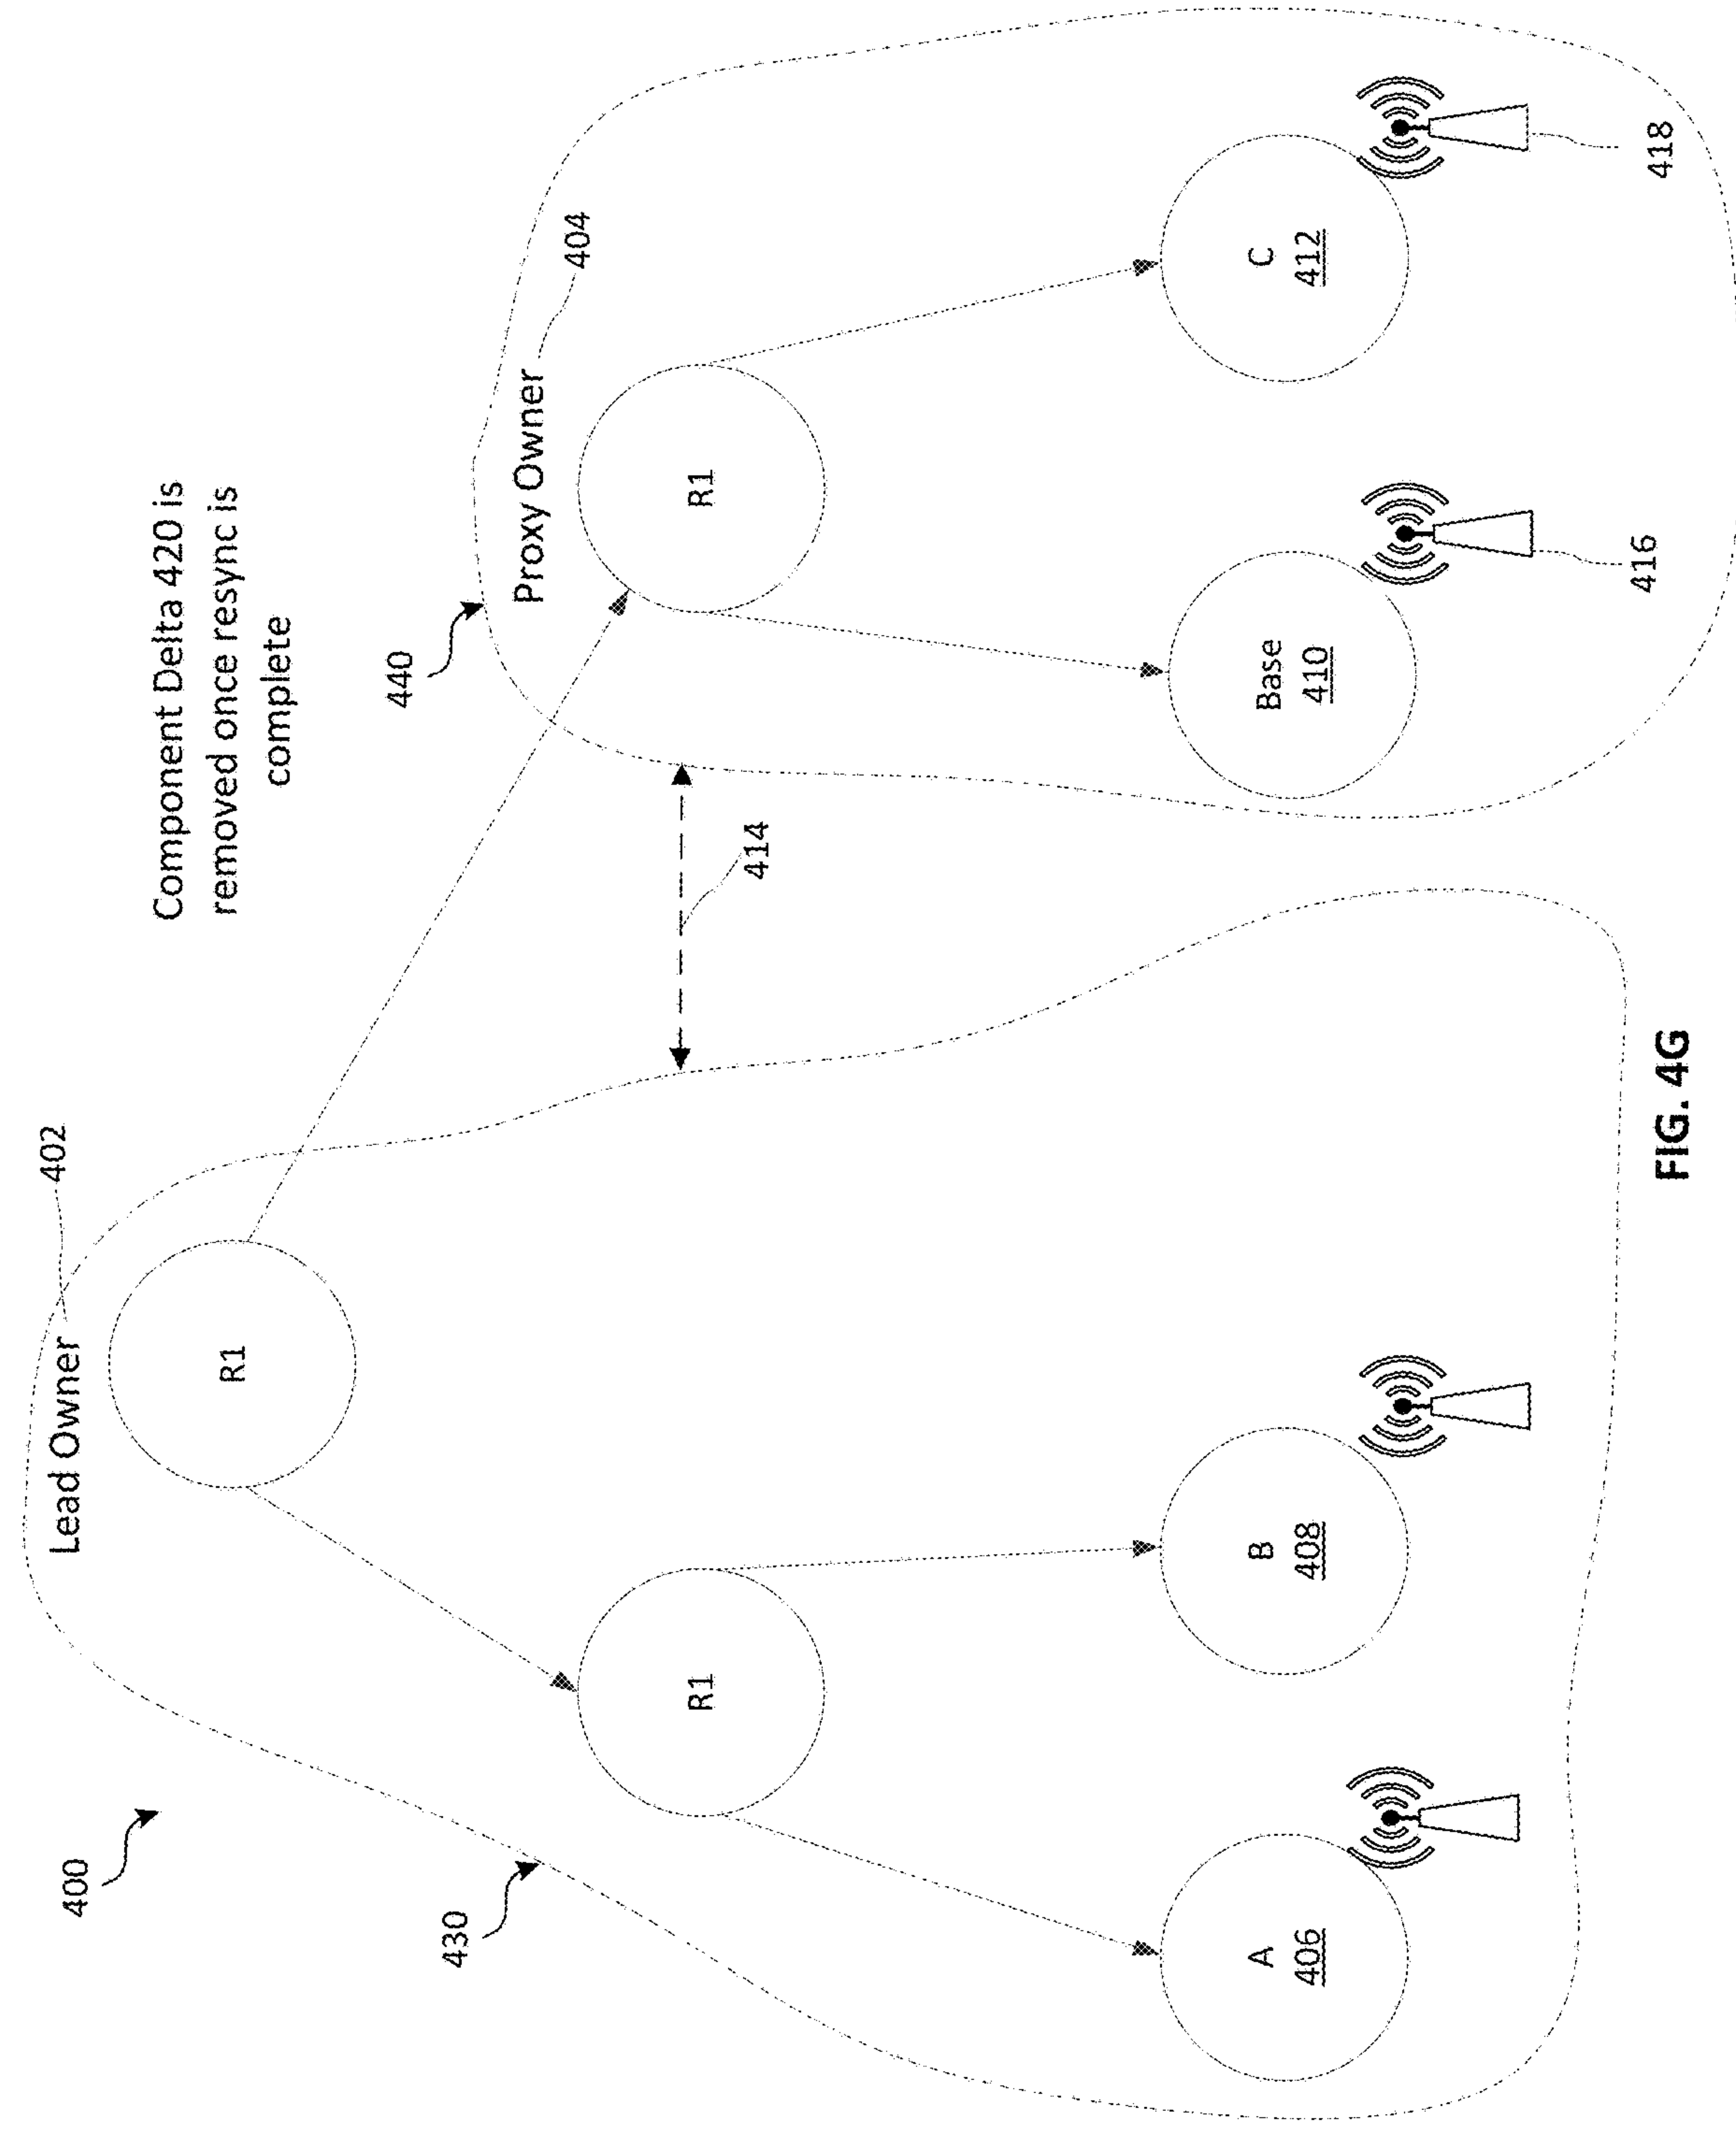 400
Lead Owner
402
Component Delta 420 is
removed once resync is
complete
R1
430
440
Proxy Owner
404
R1
R1
414
A
406
B
408
Base
410
C
412
416
418
FIG. 4G